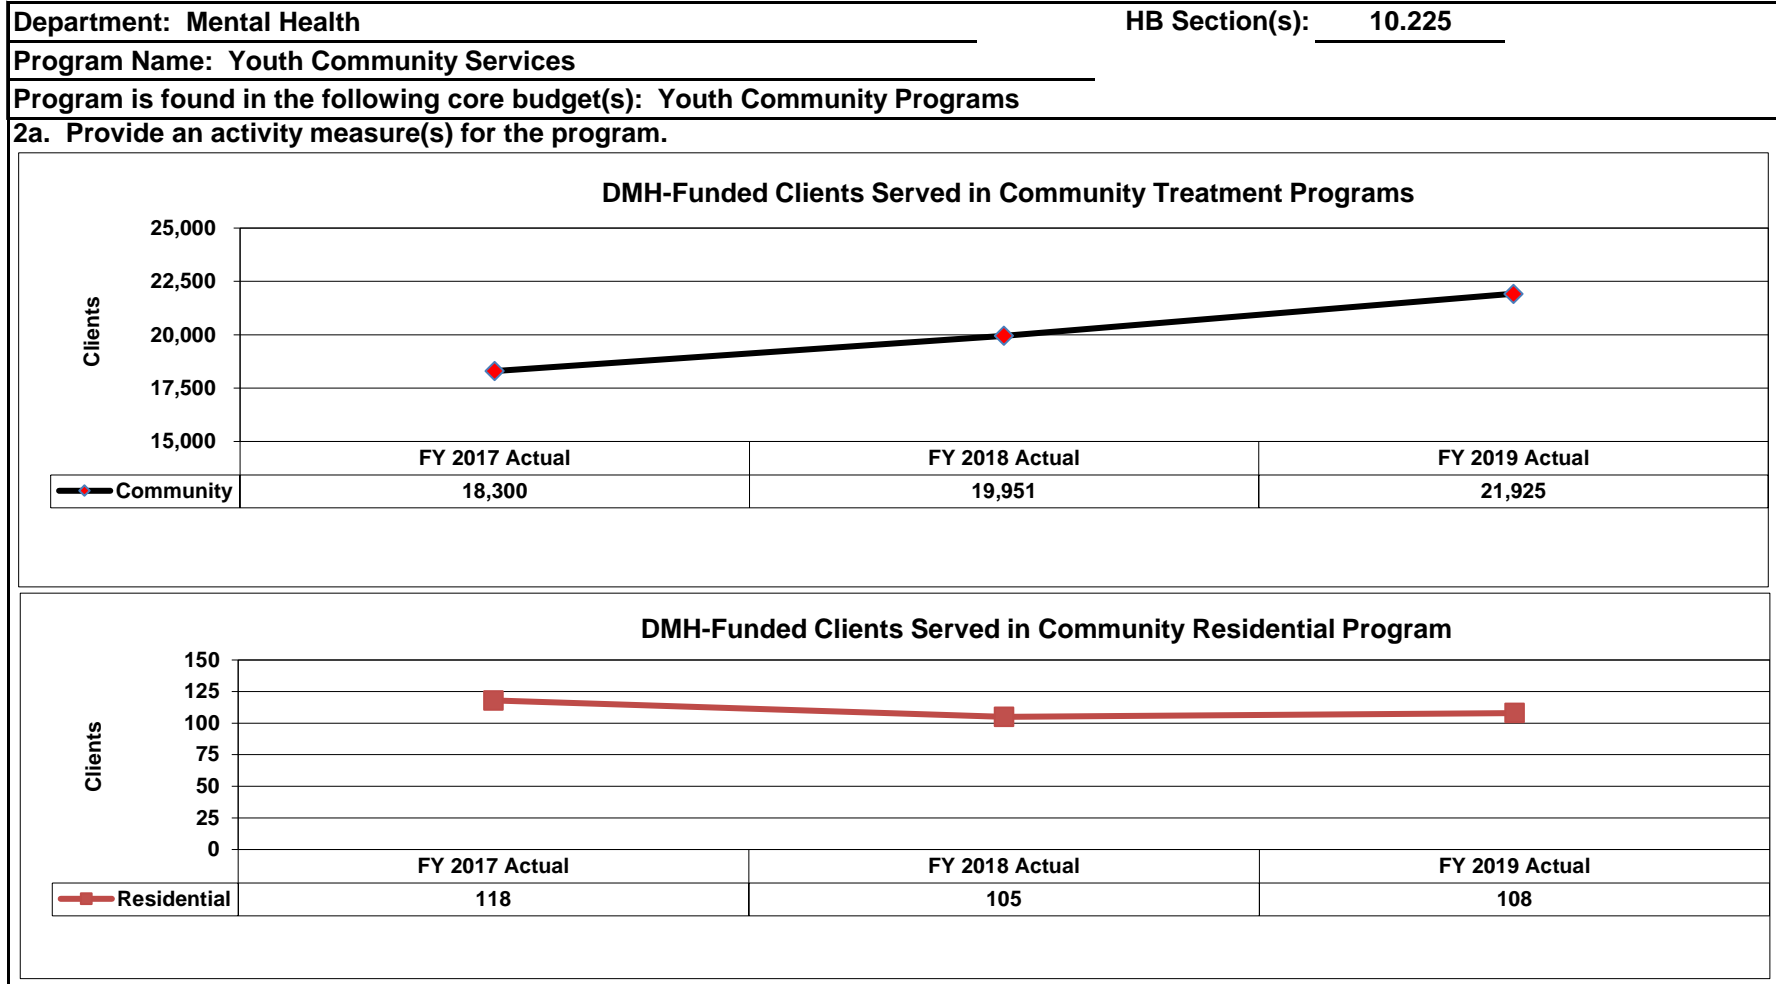 Department: Mental Health HB Section(s): 10.225
Program Name: Youth Community Services
Program is found in the following core budget(s): Youth Community Programs
2a. Provide an activity measure(s) for the program.
DMH-Funded Clients Served in Community Treatment Programs
25,000
22,500
20,000
17,500
15,000
Clients
FY 2017 Actual FY 2018 Actual FY 2019 Actual
Community 18,300 19,951 21,925
DMH-Funded Clients Served in Community Residential Program
150
125
100
75
50
25
0
Clients
FY 2017 Actual FY 2018 Actual FY 2019 Actual
Residential 118 105 108